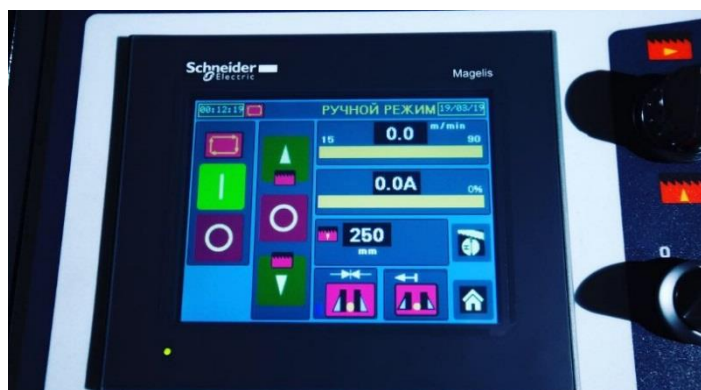 Schneider
Electric
Magelis
00:12:19
РУЧНОЙ РЕЖИМ
19/03/19
0.0
m/min
15
90
0.0A
0%
250
mm
0